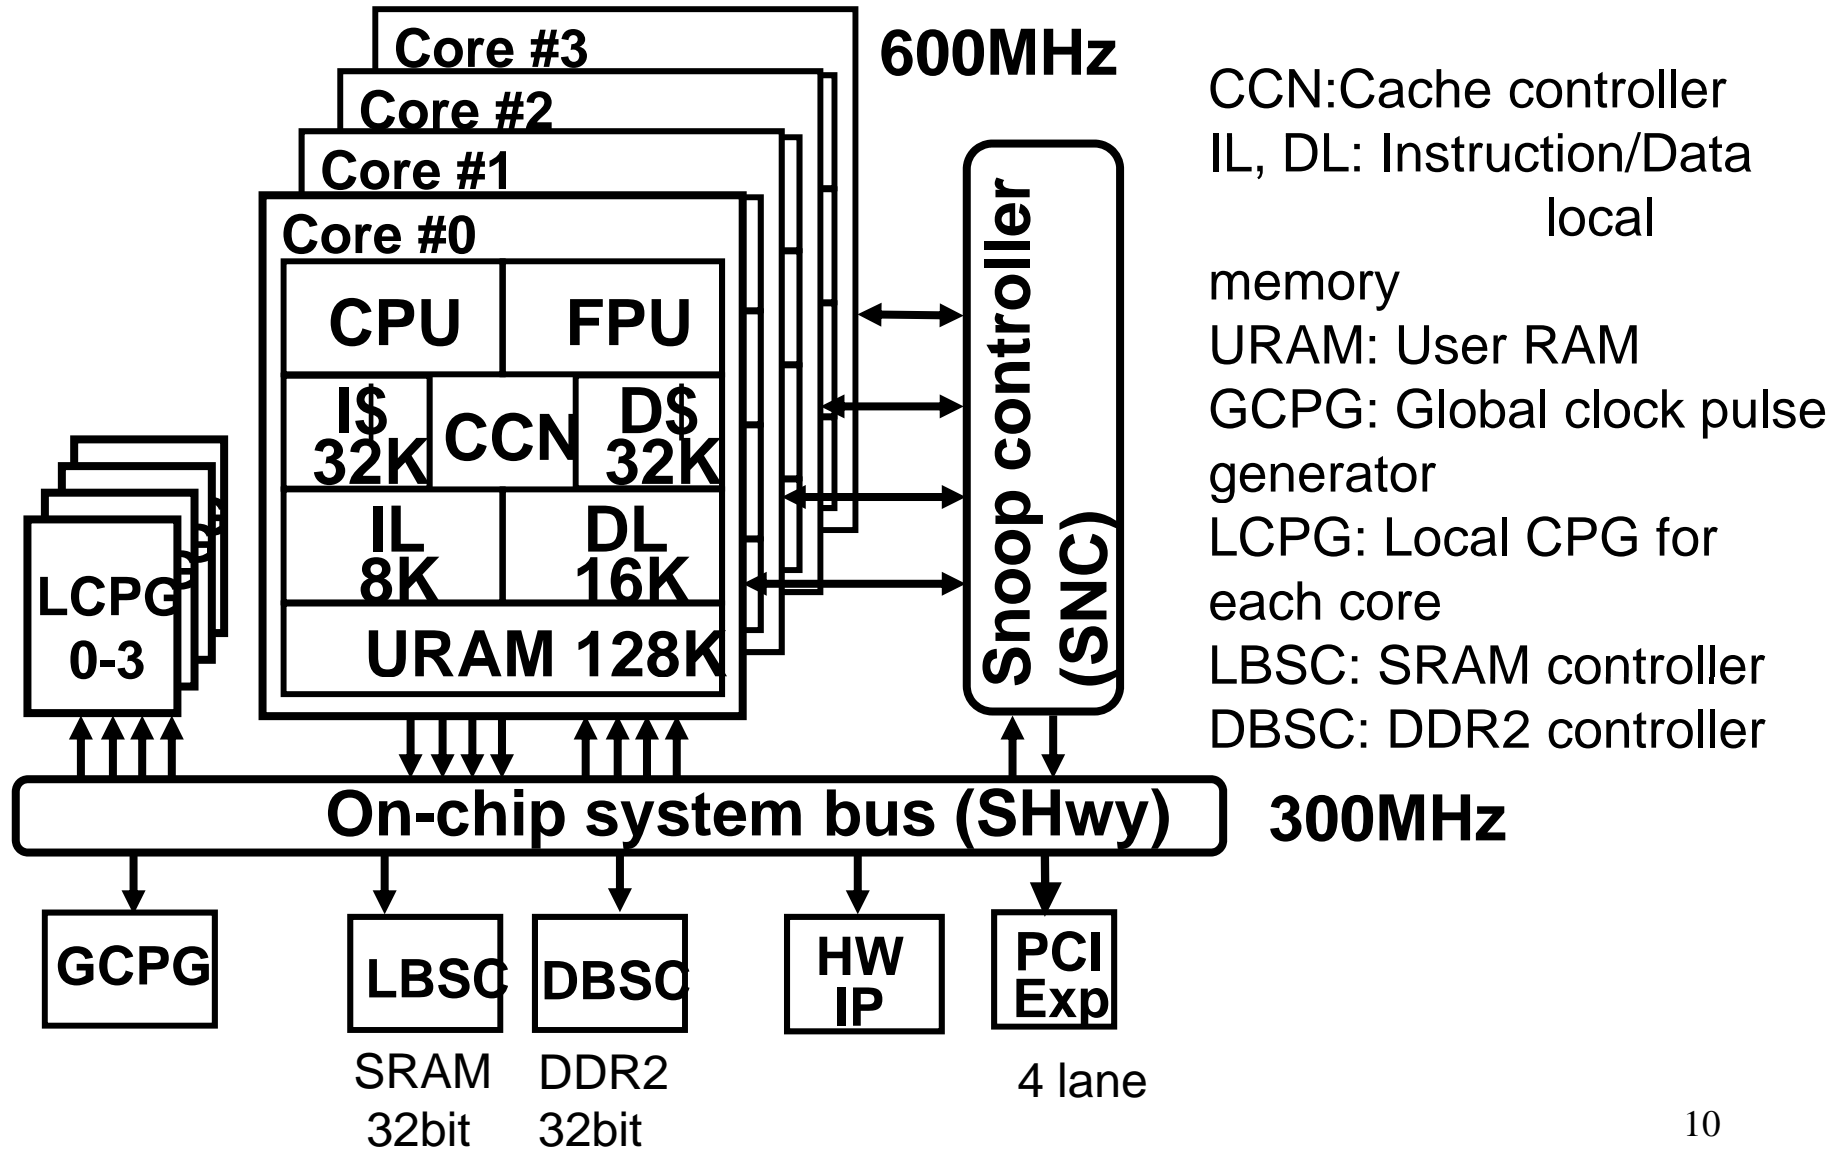 Core #3
600MHz
Core #2
Core #1
Core #0
CPU
FPU
I$
32K
CCN
D$
32K
IL
8K
DL
16K
URAM 128K
LCPG
0-3
Snoop controller
(SNC)
CCN:Cache controller
IL, DL: Instruction/Data
local
memory
URAM: User RAM
GCPG: Global clock pulse
generator
LCPG: Local CPG for
each core
LBSC: SRAM controller
DBSC: DDR2 controller
On-chip system bus (SHwy)
300MHz
GCPG
LBSC
DBSC
HW
IP
PCI
Exp
SRAM
32bit
DDR2
32bit
4 lane
10